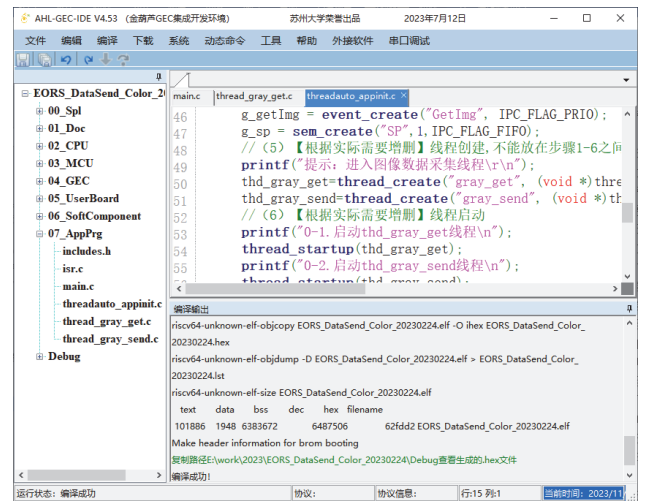 AHL-GEC-IDE V4.53 (金葫芦GEC集成开发环境) 苏州大学荣誉出品 2023年7月12日
文件 编辑 编译 下载 系统 动态命令 工具 帮助 外接软件 串口调试
EORS_DataSend_Color_20
00_Spl
01_Doc
02_CPU
03_MCU
04_GEC
05_UserBoard
06_SoftComponent
07_AppPrg
includes.h
isr.c
main.c
threadauto_appinit.c
thread_gray_get.c
thread_gray_send.c
Debug
main.c thread_gray_get.c threadauto_appinit.c ×
46 g_getImg = event_create("GetImg", IPC_FLAG_PRIO);
47 g_sp = sem_create("SP",1,IPC_FLAG_FIFO);
48 // (5) 【根据实际需要增删】线程创建,不能放在步骤1-6之间
49 printf("提示: 进入图像数据采集线程\r\n");
50 thd_gray_get=thread_create("gray_get", (void *)thre
51 thd_gray_send=thread_create("gray_send", (void *)th
52 // (6) 【根据实际需要增删】线程启动
53 printf("0-1.启动thd_gray_get线程\n");
54 thread_startup(thd_gray_get);
55 printf("0-2.启动thd_gray_send线程\n");
thread_startup(thd_gray_send);
编译输出
riscv64-unknown-elf-objcopy EORS_DataSend_Color_20230224.elf -O ihex EORS_DataSend_Color_
20230224.hex
riscv64-unknown-elf-objdump -D EORS_DataSend_Color_20230224.elf > EORS_DataSend_Color_
20230224.lst
riscv64-unknown-elf-size EORS_DataSend_Color_20230224.elf
text data bss dec hex filename
101886 1948 6383672 6487506 62fdd2 EORS_DataSend_Color_20230224.elf
Make header information for brom booting
复制路径E:\work\2023\EORS_DataSend_Color_20230224\Debug查看生成的.hex文件
编译成功!
运行状态: 编译成功 协议: 协议信息: 行:15 列:1 当前时间: 2023/11